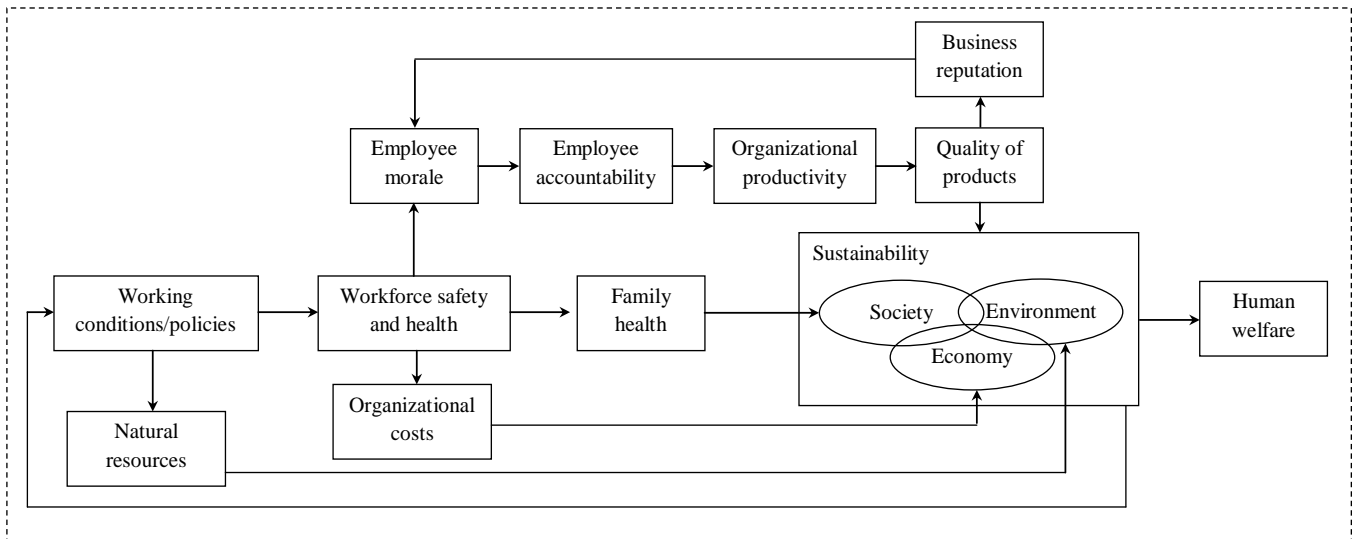 Business
reputation
Employee
morale
Employee
accountability
Organizational
productivity
Quality of
products
Sustainability
Working
conditions/policies
Workforce safety
and health
Family
health
Society
Environment
Economy
Human
welfare
Natural
resources
Organizational
costs